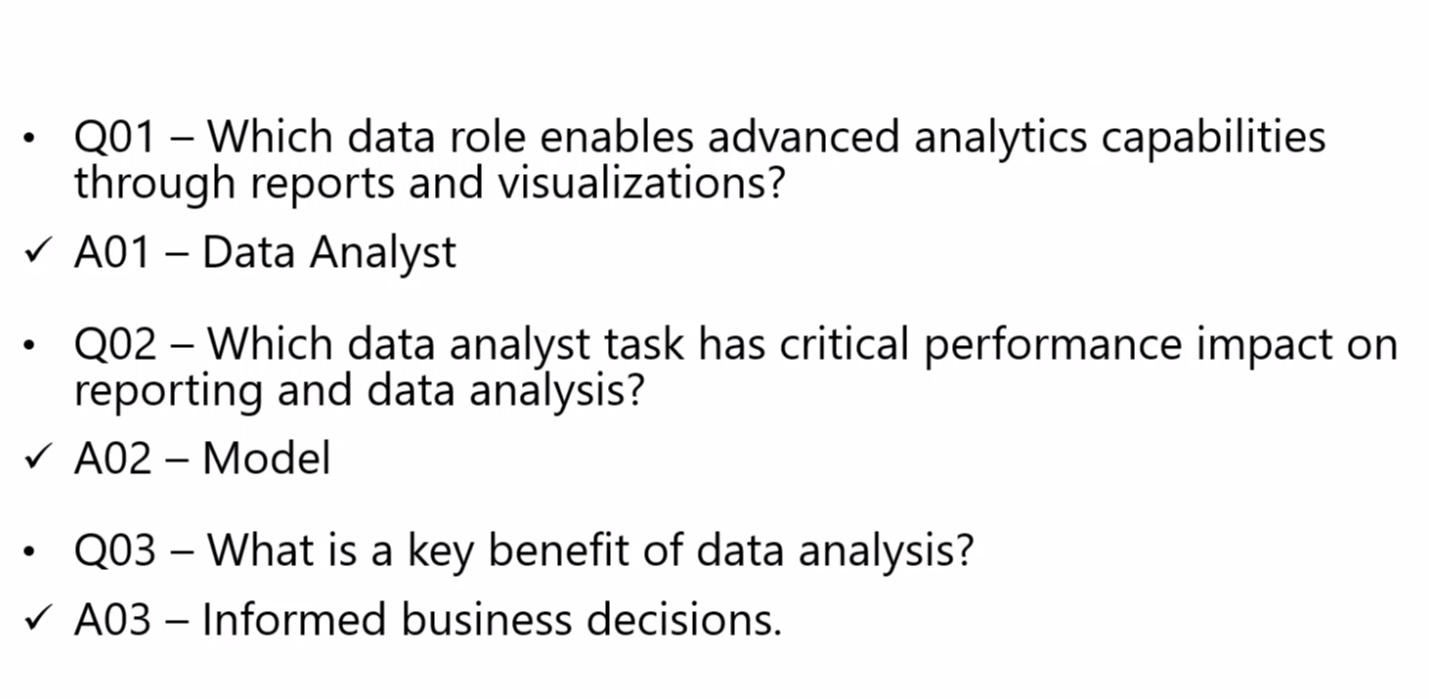 • Q01 – Which data role enables advanced analytics capabilities
through reports and visualizations?
✓ A01 – Data Analyst
• Q02 – Which data analyst task has critical performance impact on
reporting and data analysis?
✓ A02 – Model
• Q03 – What is a key benefit of data analysis?
✓ A03 – Informed business decisions.